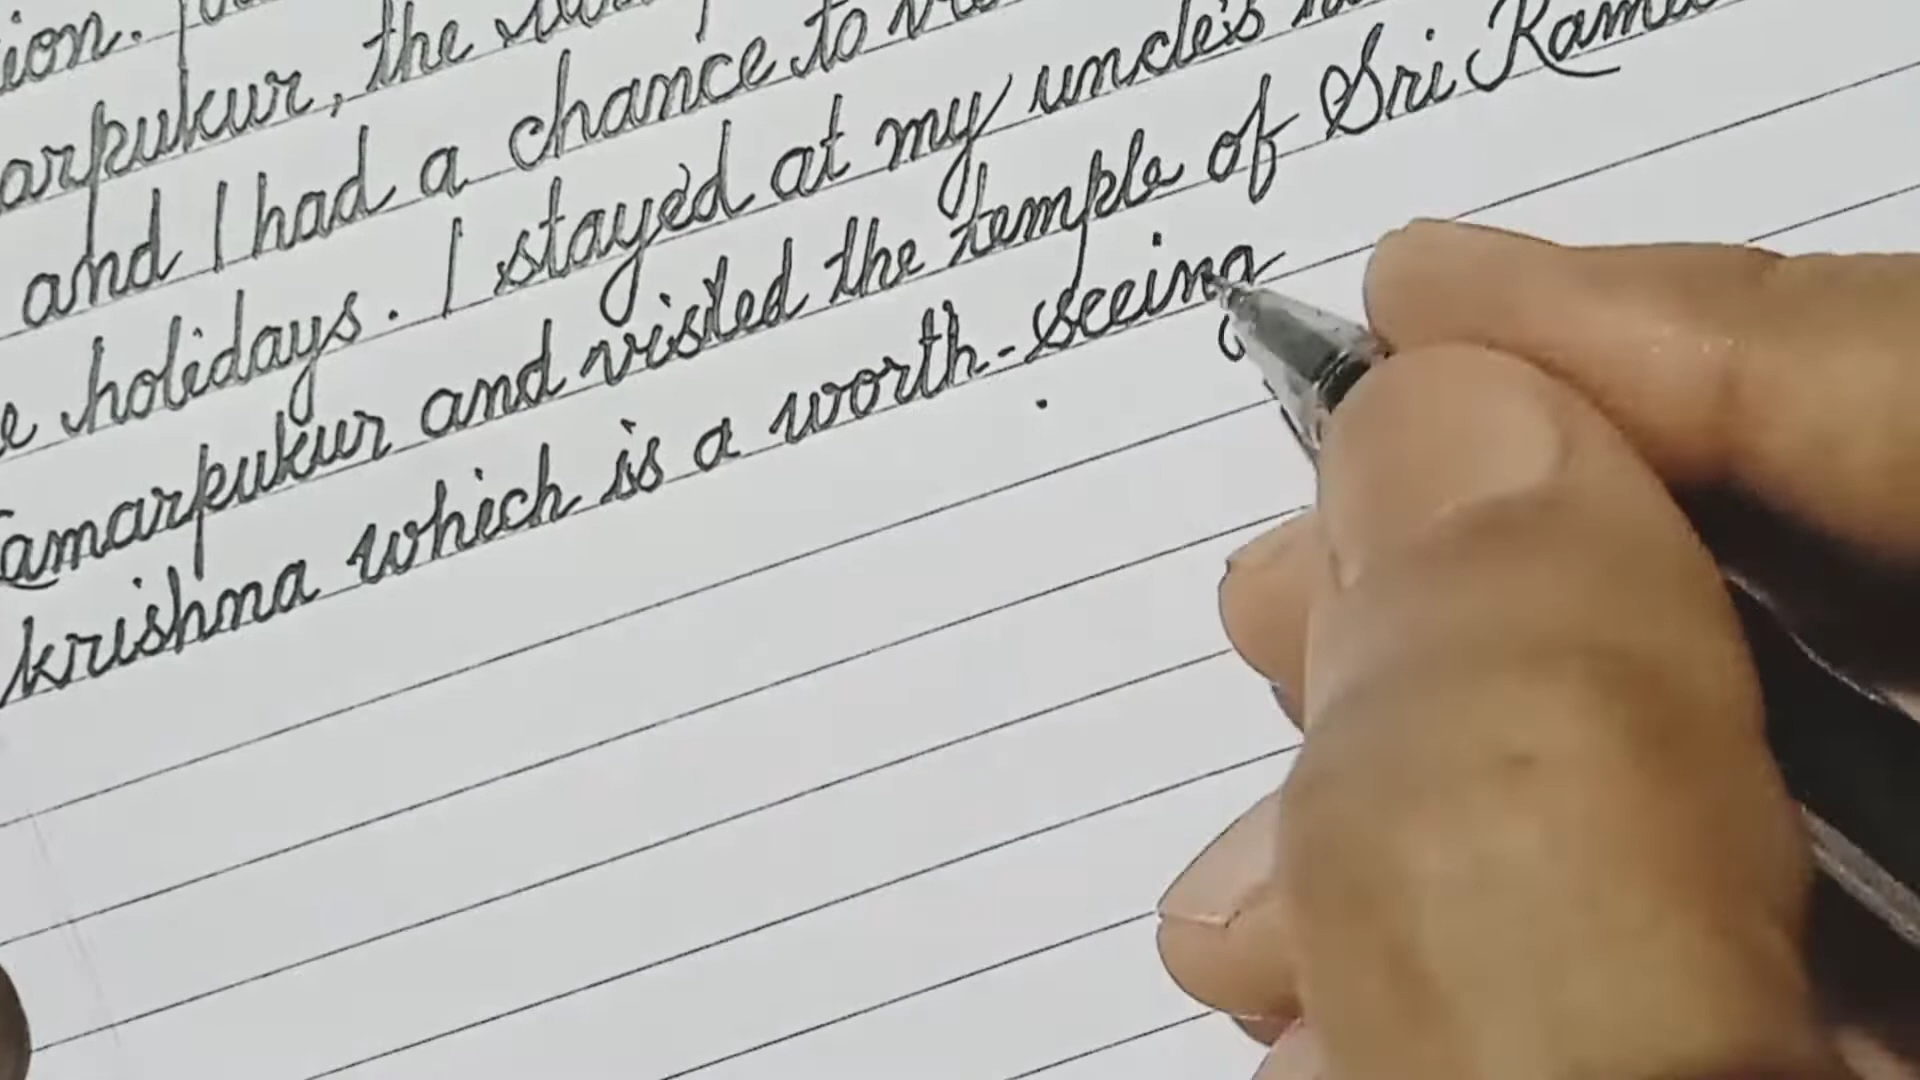 ion.
arpukur, the
and I had a chance to
e holidays. I stayed at my uncle's
amarpukur and visited the temple of Sri Rama
krishna which is a worth-seeing